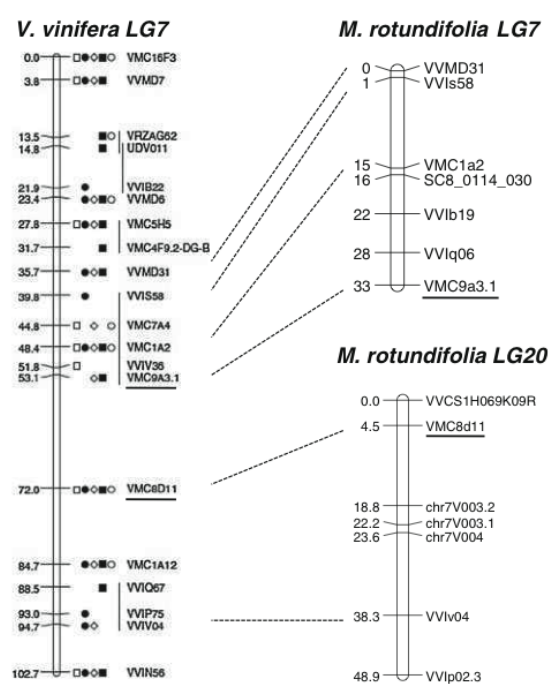 V. vinifera LG7
0.0 VMC16F3
3.8 VVMD7
13.5 VRZAG62
14.8 UDV011
21.9 VVIB22
23.4 VVMD6
27.8 VMC5H5
31.7 VMC4F9.2-DG-B
35.7 VVMD31
39.8 VVIS58
44.8 VMC7A4
48.4 VMC1A2
51.8 VVIV36
53.1 VMC9A3.1
72.0 VMC8D11
84.7 VMC1A12
88.5 VVIQ67
93.0 VVIP75
94.7 VVIV04
102.7 VVIN56
M. rotundifolia LG7
0 VVMD31
1 VVIs58
15 VMC1a2
16 SC8_0114_030
22 VVIb19
28 VVIq06
33 VMC9a3.1
M. rotundifolia LG20
0.0 VVCS1H069K09R
4.5 VMC8d11
18.8 chr7V003.2
22.2 chr7V003.1
23.6 chr7V004
38.3 VVIv04
48.9 VVIp02.3